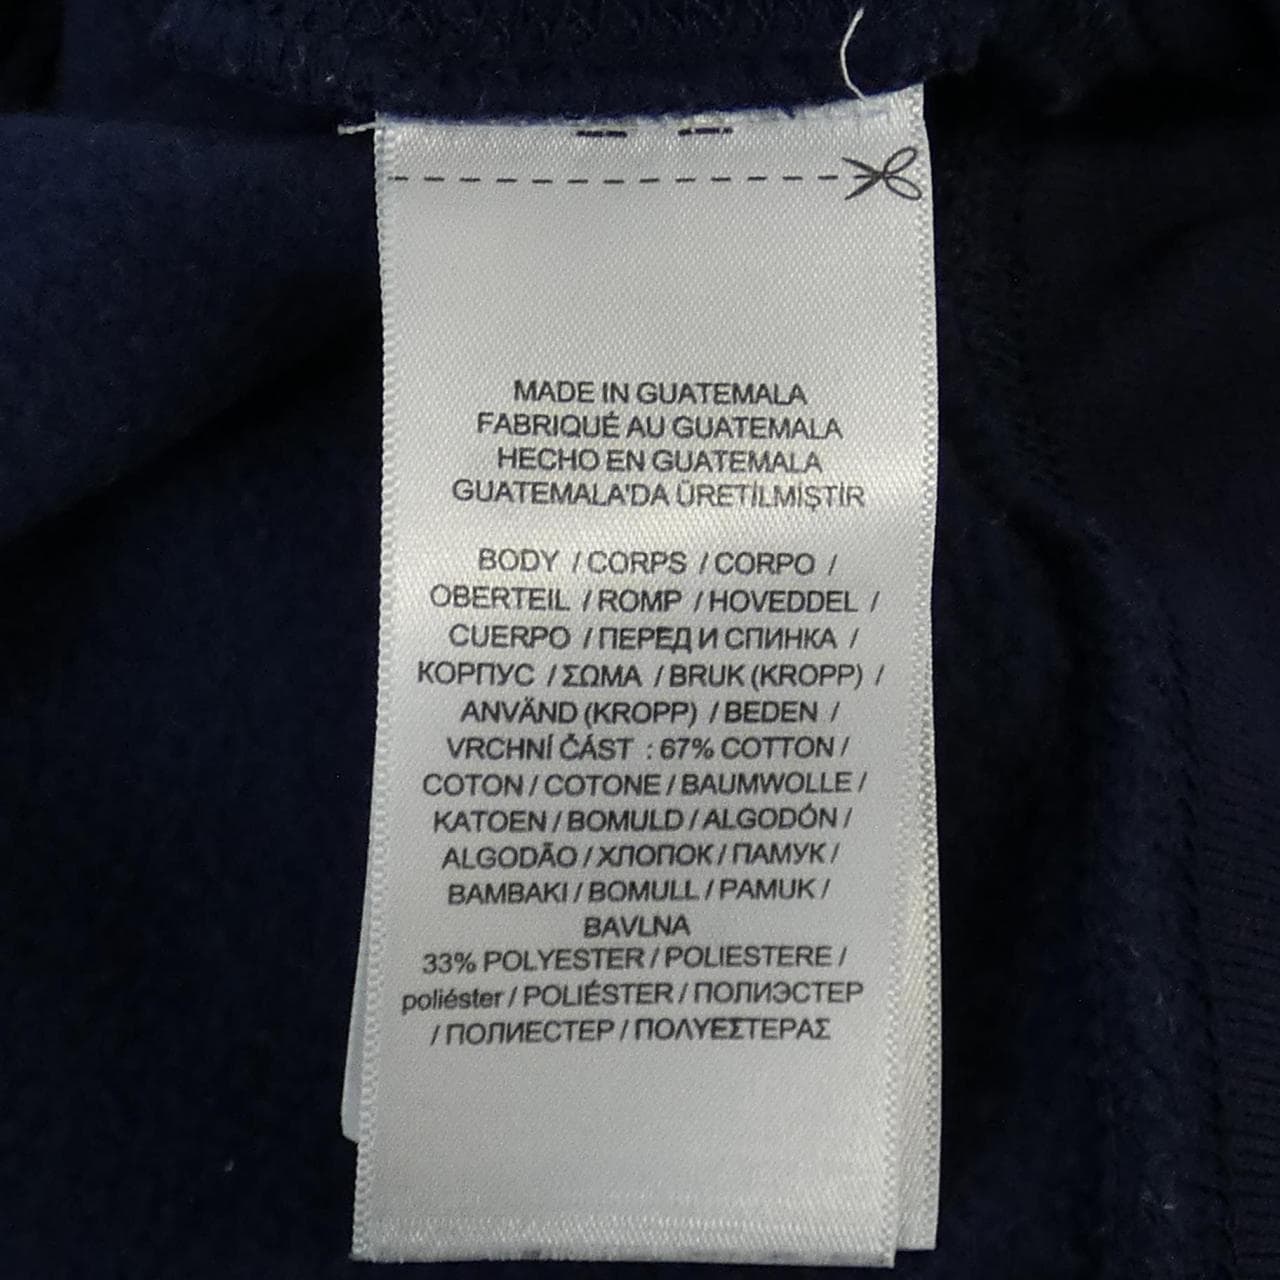 MADE IN GUATEMALA
FABRIQUÉ AU GUATEMALA
HECHO EN GUATEMALA
GUATEMALA'DA ÜRETİLMİŞTİR
BODY / CORPS / CORPO /
OBERTEIL / ROMP / HOVEDDEL /
CUERPO / ПЕРЕД И СПИНКА /
КОРПУС / ΣΩΜΑ / BRUK (KROPP) /
ANVÄND (KROPP) / BEDEN /
VRCHNÍ ČÁST : 67% COTTON /
COTON / COTONE / BAUMWOLLE /
KATOEN / BOMULD / ALGODÓN /
ALGODÃO / ХЛОПОК / ПАМУК /
BAMBAKI / BOMULL / PAMUK /
BAVLNA
33% POLYESTER / POLIESTERE /
poliéster / POLIÉSTER / ПОЛИЭСТЕР
/ ПОЛИЕСТЕР / ΠΟΛΥΕΣΤΕΡΑΣ